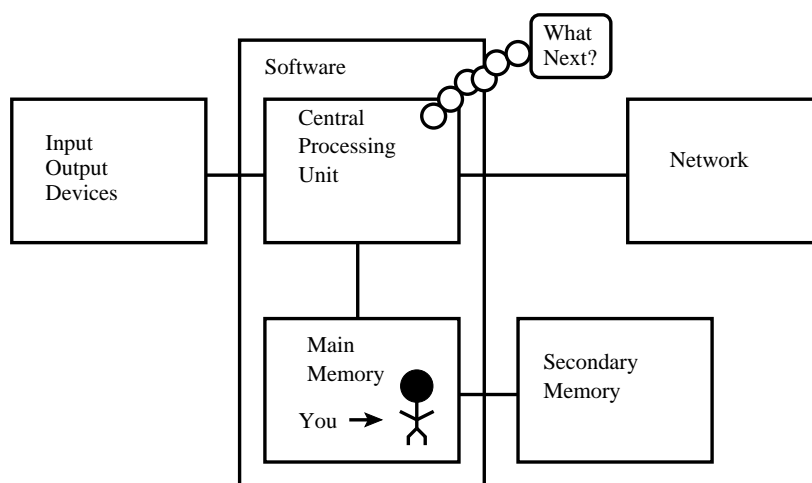 What
Next?
Software
Central
Processing
Unit
Input
Output
Devices
Network
Main
Memory
You
Secondary
Memory